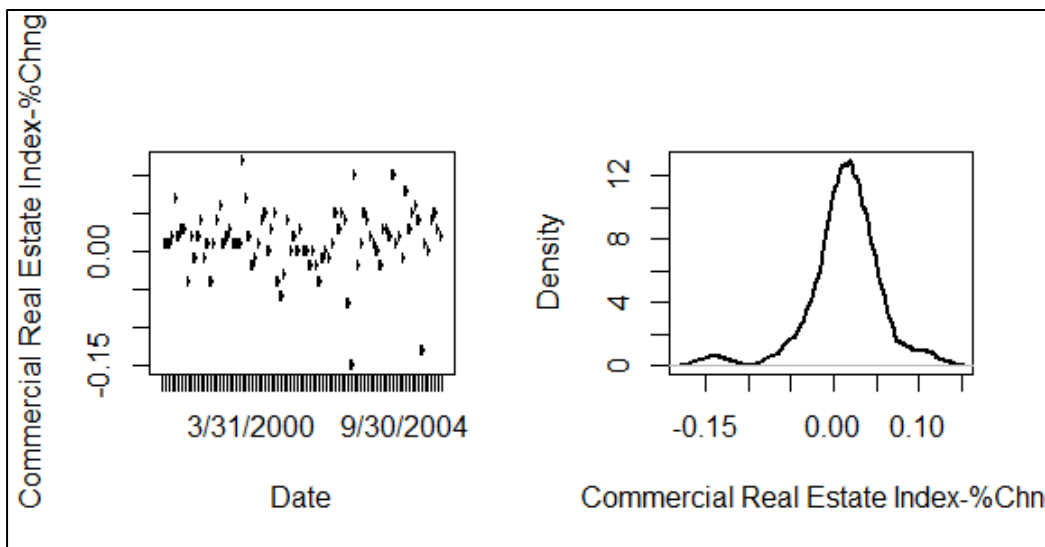 Commercial Real Estate Index-%Chng
0.00
-0.15
3/31/2000 9/30/2004
Date
Density
12
8
4
0
-0.15 0.00 0.10
Commercial Real Estate Index-%Chn